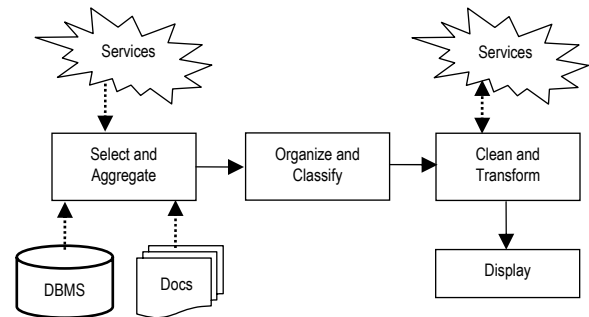 Services
Services
Select and
Aggregate
Organize and
Classify
Clean and
Transform
DBMS
Docs
Display